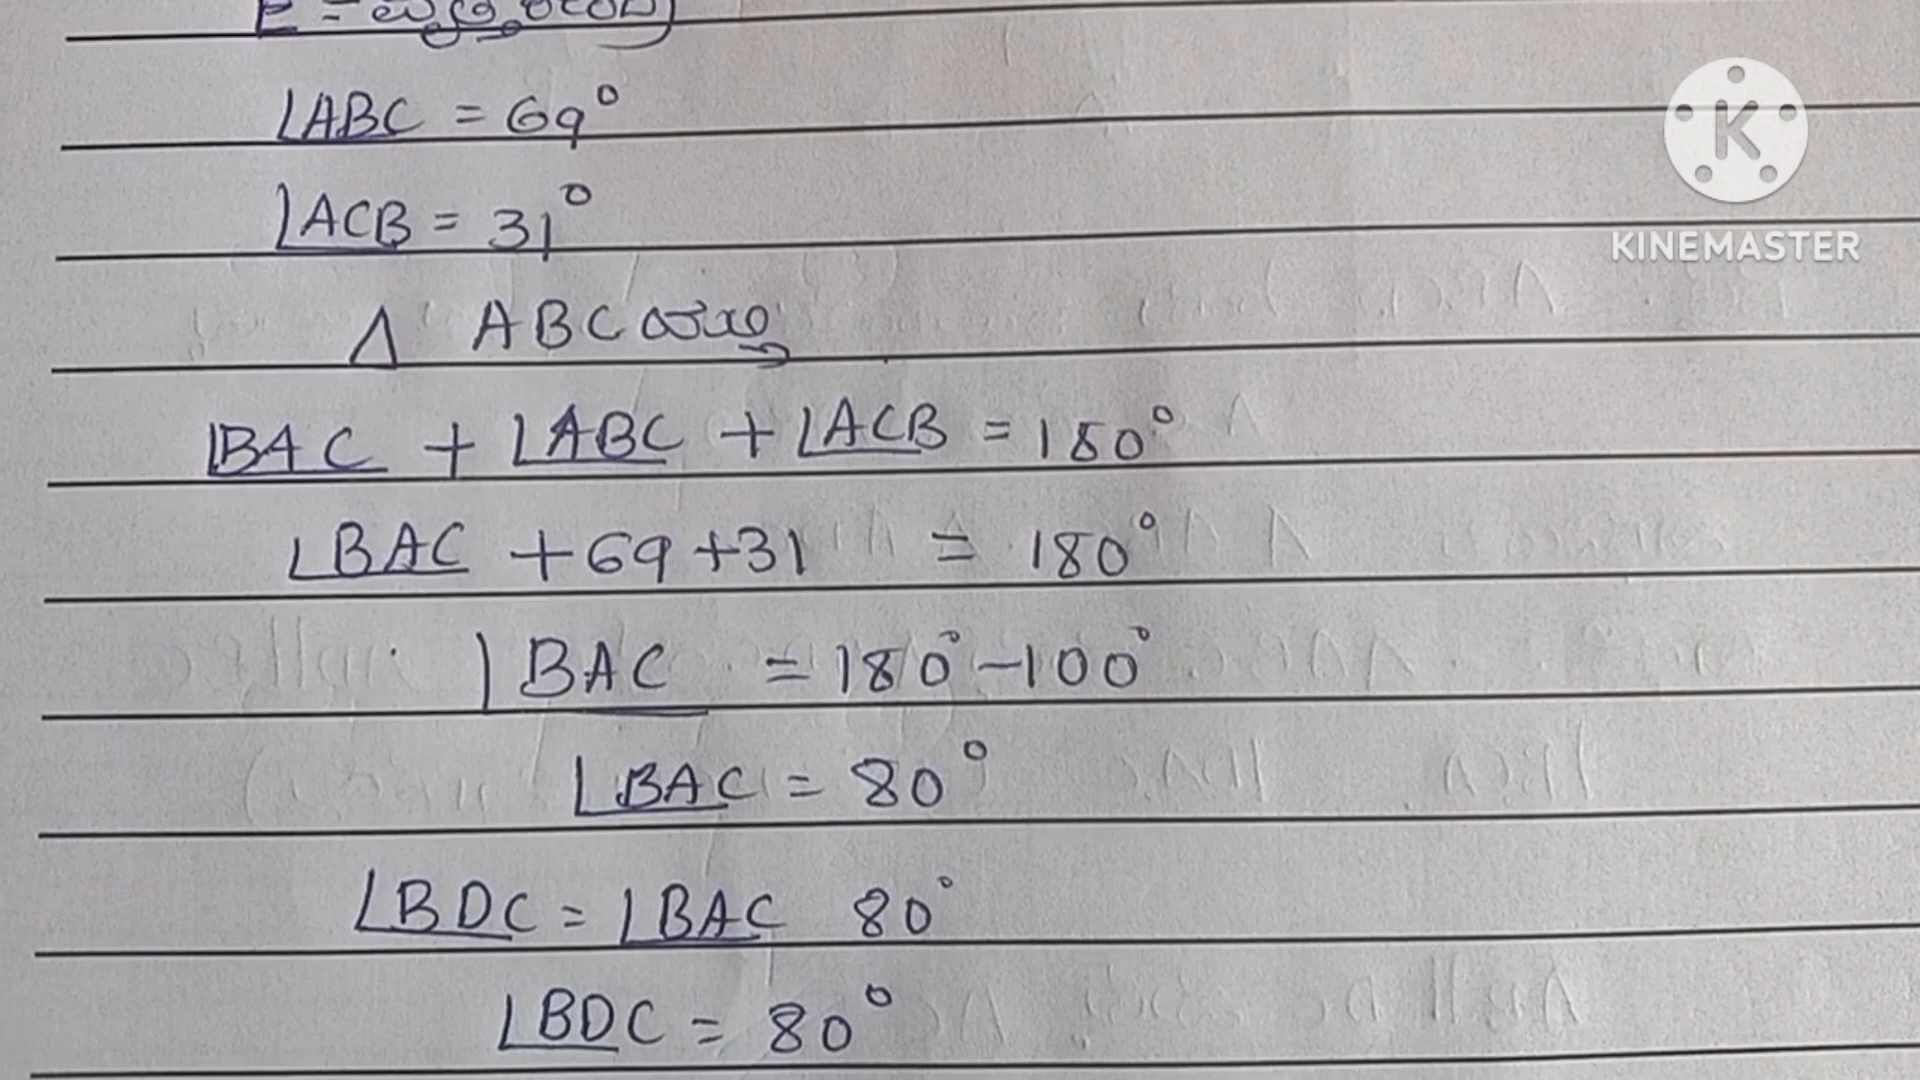 ∠ABC = 69°
∠ACB = 31°
Δ ABC ಯಲ್ಲಿ
∠BAC + ∠ABC + ∠ACB = 180°
∠BAC + 69 + 31 = 180°
∠BAC = 180° - 100°
∠BAC = 80°
∠BDC = ∠BAC 80°
∠BDC = 80°
K
KINEMASTER